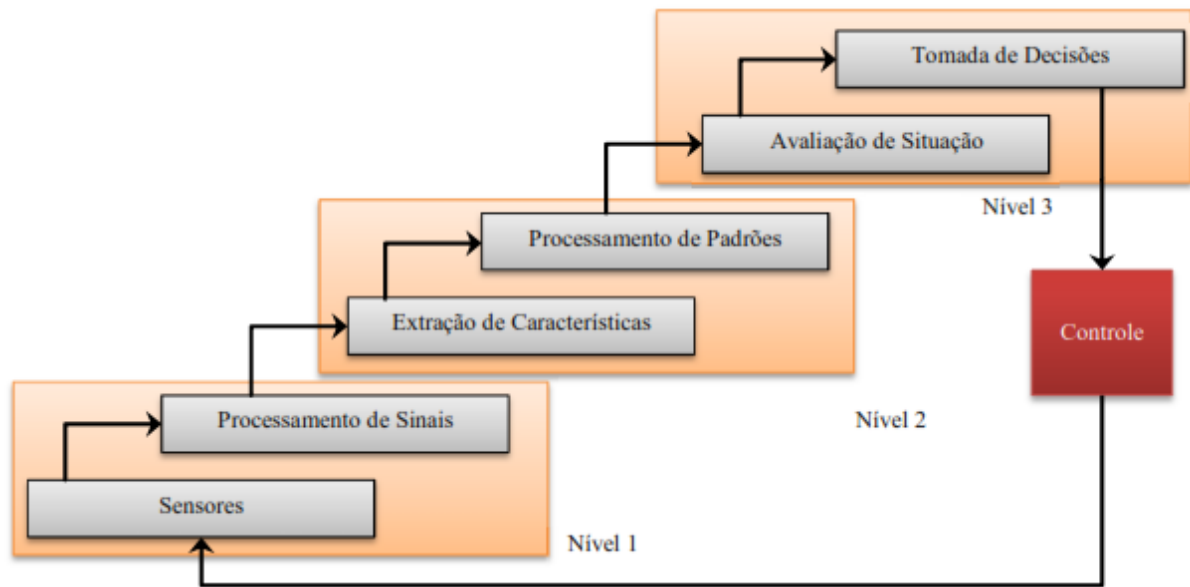 Tomada de Decisões
Avaliação de Situação
Nível 3
Processamento de Padrões
Extração de Características
Controle
Nível 2
Processamento de Sinais
Sensores
Nível 1